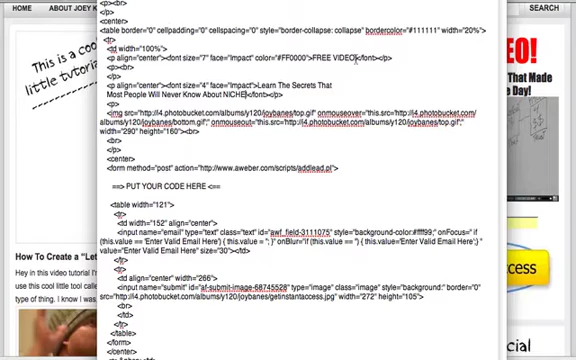 HOME
ABOUT JOEY K
SEARCH
<p><br>
</p>
<center>
<table border="0" cellpadding="0" cellspacing="0" style="border-collapse: collapse" bordercolor="#111111" width="20%">
<tr>
<td width="100%">
<p align="center"><font size="7" face="Impact" color="#FF0000">FREE VIDEO</font></p>
<p><br>
</p>
<p align="center"><font size="4" face="Impact">Learn The Secrets That
Most People Will Never Know About NICHE</font></p>
<p>
<img src="http://i4.photobucket.com/albums/y120/joybanes/top.gif" onmouseover="this.src='http://i4.photobucket.com/
albums/y120/joybanes/bottom.gif';" onmouseout="this.src='http://i4.photobucket.com/albums/y120/joybanes/top.gif';"
width="290" height="160"><br>
<br>
</p>
<center>
<form method="post" action="http://www.aweber.com/scripts/addlead.pl">
==> PUT YOUR CODE HERE <==
<table width="121">
<tr>
<td width="152" align="center">
<input name="email" type="text" class="text" id="awf_field-3111075" style="background-color:#ffff99;" onFocus=" if
(this.value == 'Enter Valid Email Here') { this.value = ''; }" onBlur="if (this.value == '') { this.value='Enter Valid Email Here';} "
value="Enter Valid Email Here" size="30"></td>
</tr>
<tr>
<td align="center" width="266">
<input name="submit" id="af-submit-image-68745528" type="image" class="image" style="background:" border="0"
src="http://i4.photobucket.com/albums/y120/joybanes/getinstantaccess.jpg" width="272" height="105">
<br>
</td>
</tr>
</table>
</form>
</center>
This is a cool
little tutorial
How To Create a "Let
Hey in this video tutorial I'm
use this cool little tool called
type of thing. I know I was
EO!
That Made
e Day!
ccess
cial